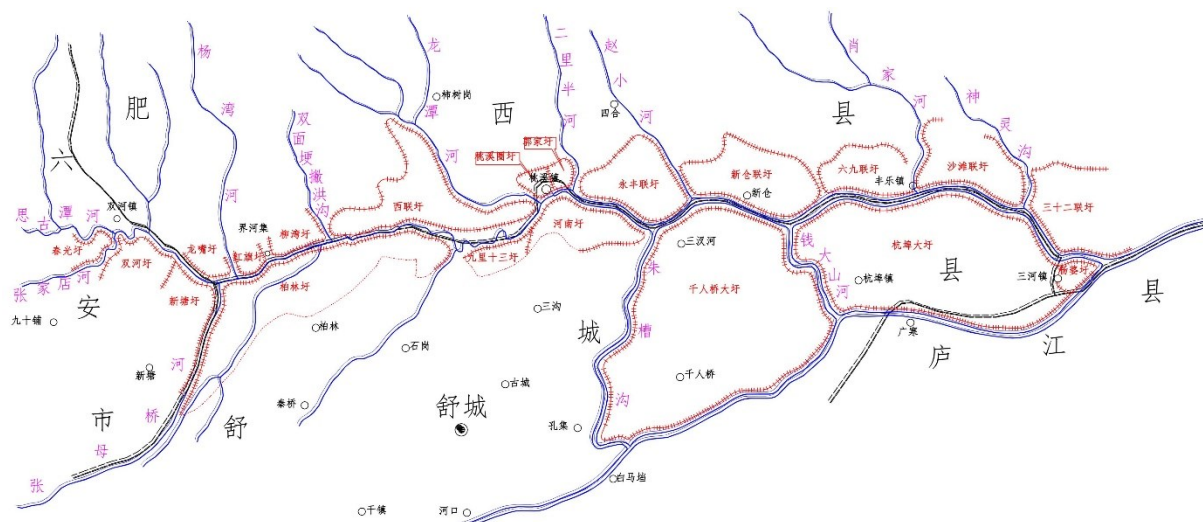 肥西县
六安市
舒城县
庐江县
思古潭河
张家店河
杨湾河
双面埂撇洪沟
龙潭河
二里半河
赵小河
肖家河
神灵沟
张母桥河
朱槽沟
钱大山河
双河镇
界河集
柿树岗
四合
桃溪镇
新仓
丰乐镇
三汊河
杭埠镇
三河镇
九十铺
新塘
柏林
石岗
秦桥
三沟
古城
舒城
孔集
千人桥
广寒
白马垱
干镇
河口
秦光圩
双河圩
龙嘴圩
新塘圩
红旗圩
柳湾圩
柏林圩
西联圩
九里十三圩
桃溪圈圩
郭家圩
河南圩
永丰联圩
新仓联圩
六九联圩
沙滩联圩
三十二联圩
千人桥大圩
杭埠大圩
杨婆圩